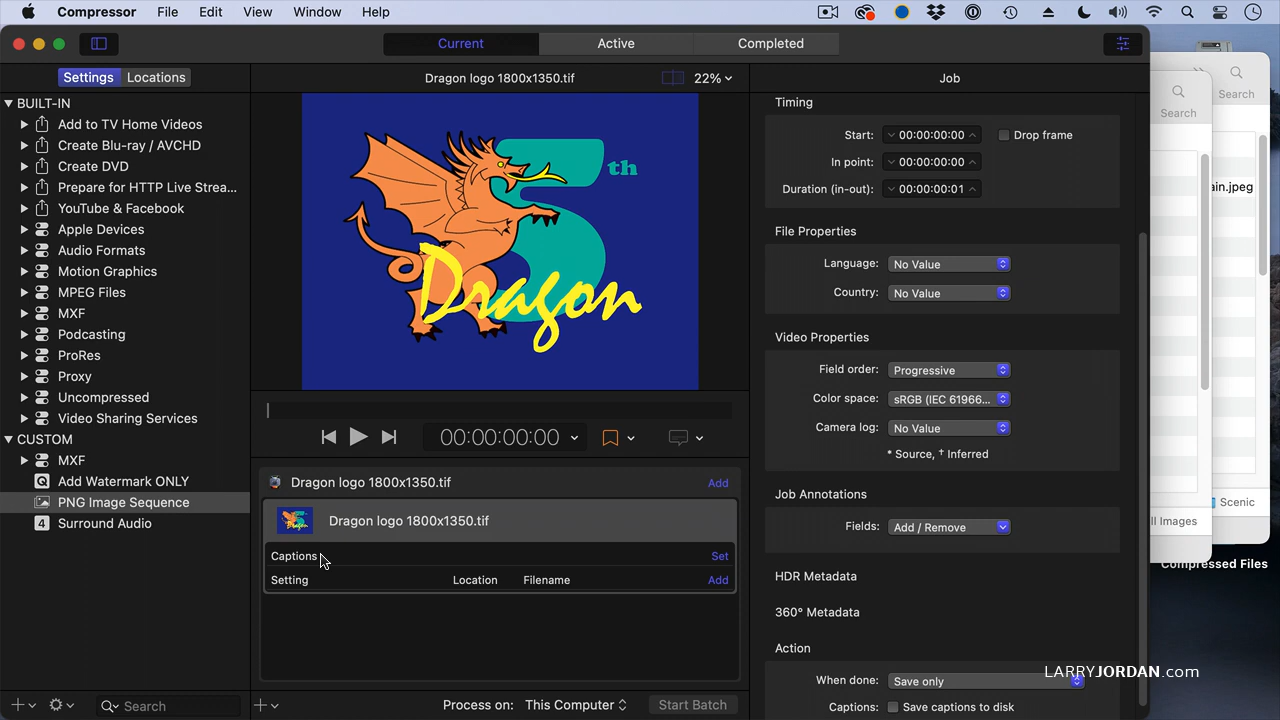 Compressor File Edit View Window Help
Current Active Completed
Settings Locations
Dragon logo 1800x1350.tif 22%
Job
Search
Search
BUILT-IN
Add to TV Home Videos
Create Blu-ray / AVCHD
Create DVD
Prepare for HTTP Live Strea...
YouTube & Facebook
Apple Devices
Audio Formats
Motion Graphics
MPEG Files
MXF
Podcasting
ProRes
Proxy
Uncompressed
Video Sharing Services
CUSTOM
MXF
Add Watermark ONLY
PNG Image Sequence
4 Surround Audio
Search
5th
Dragon
00:00:00:00
Dragon logo 1800x1350.tif Add
Dragon logo 1800x1350.tif
Captions Set
Setting Location Filename Add
Process on: This Computer Start Batch
Timing
Start: 00:00:00:00 Drop frame
In point: 00:00:00:00
Duration (in-out): 00:00:00:01
File Properties
Language: No Value
Country: No Value
Video Properties
Field order: Progressive
Color space: sRGB (IEC 61966...
Camera log: No Value
* Source, † Inferred
Job Annotations
Fields: Add / Remove
HDR Metadata
360° Metadata
Action
When done: Save only
Captions: Save captions to disk
ain.jpeg
Scenic
ll Images
Compressed Files
LARRYJORDAN.com